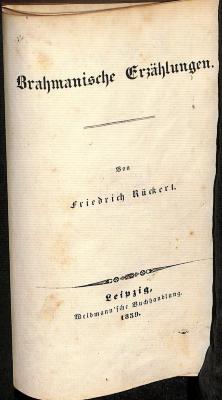 Brahmanische Erzählungen.
Von
Friedrich Rückert.
Leipzig,
Weidmann'sche Buchhandlung.
1839.